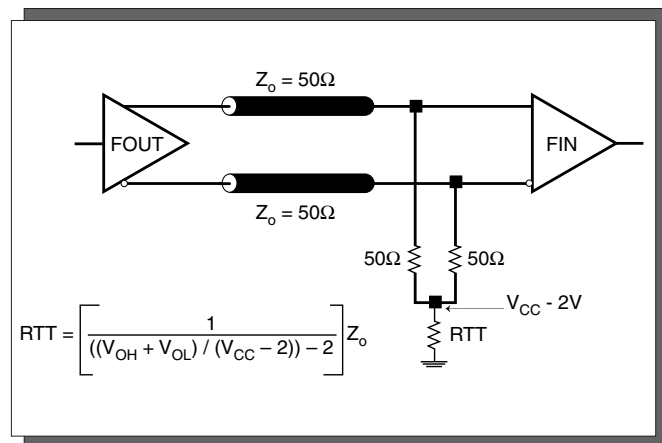 Zo = 50Ω
FOUT
FIN
Zo = 50Ω
50Ω
50Ω
VCC - 2V
RTT
RTT = [ 1 / ((VOH + VOL) / (VCC – 2)) – 2 ] Zo